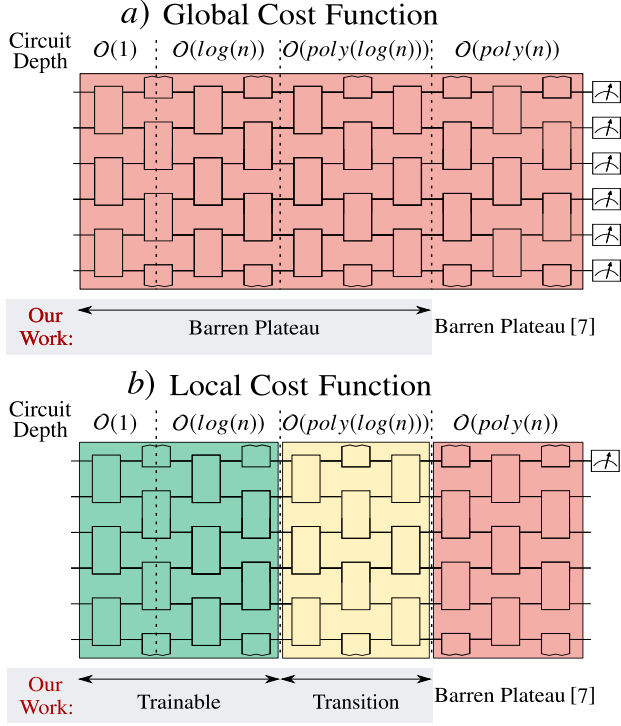 a) Global Cost Function
Circuit Depth
O(1) O(log(n)) O(poly(log(n))) O(poly(n))
Our Work:
Barren Plateau
Barren Plateau [7]
b) Local Cost Function
Circuit Depth
O(1) O(log(n)) O(poly(log(n))) O(poly(n))
Our Work:
Trainable
Transition
Barren Plateau [7]